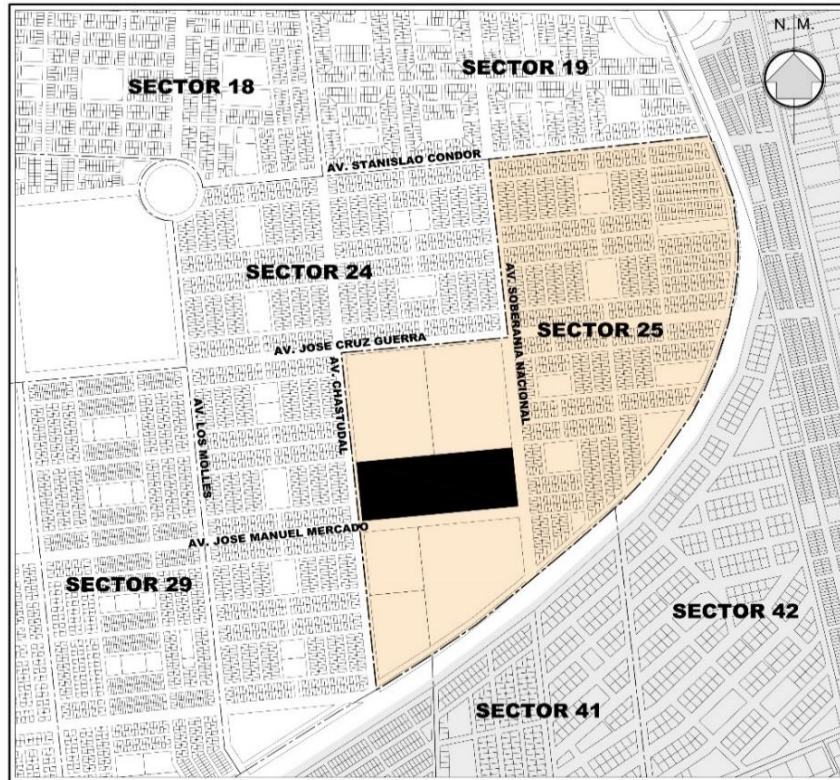 N. M.
SECTOR 18
SECTOR 19
AV. STANISLAO CONDOR
SECTOR 24
AV. SOBERANIA NACIONAL
SECTOR 25
AV. JOSE CRUZ GUERRA
AV. CHASTUDAL
AV. LOS MOLLES
AV. JOSE MANUEL MERCADO
SECTOR 29
SECTOR 42
SECTOR 41